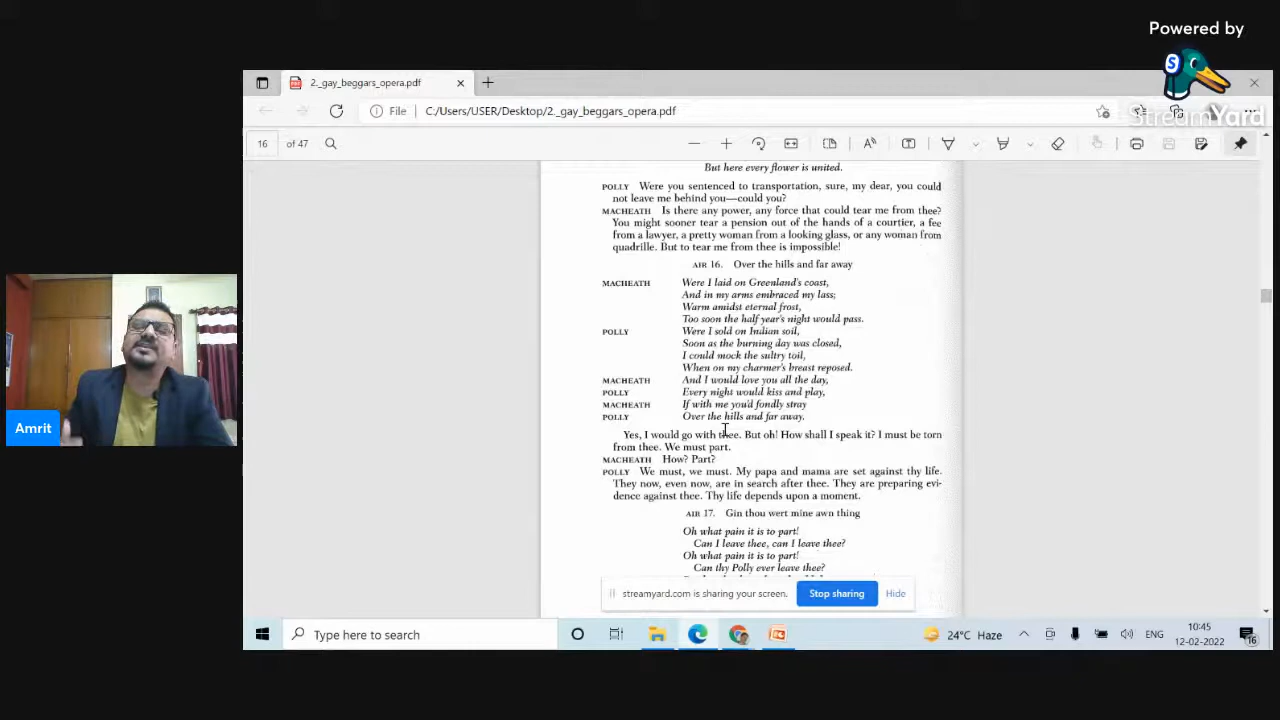 Powered by
S
StreamYard
2._gay_beggars_opera.pdf
File
C:/Users/USER/Desktop/2._gay_beggars_opera.pdf
16 of 47
But here every flower is united.
POLLY Were you sentenced to transportation, sure, my dear, you could
not leave me behind you—could you?
MACHEATH Is there any power, any force that could tear me from thee?
You might sooner tear a pension out of the hands of a courtier, a fee
from a lawyer, a pretty woman from a looking glass, or any woman from
quadrille. But to tear me from thee is impossible!
AIR 16. Over the hills and far away
MACHEATH Were I laid on Greenland's coast,
And in my arms embraced my lass;
Warm amidst eternal frost,
Too soon the half year's night would pass.
POLLY Were I sold on Indian soil,
Soon as the burning day was closed,
I could mock the sultry toil,
When on my charmer's breast reposed.
MACHEATH And I would love you all the day,
POLLY Every night would kiss and play,
MACHEATH If with me you'd fondly stray
POLLY Over the hills and far away.
Yes, I would go with thee. But oh! How shall I speak it? I must be torn
from thee. We must part.
MACHEATH How? Part?
POLLY We must, we must. My papa and mama are set against thy life.
They now, even now, are in search after thee. They are preparing evi-
dence against thee. Thy life depends upon a moment.
AIR 17. Gin thou wert mine awn thing
Oh what pain it is to part!
Can I leave thee, can I leave thee?
Oh what pain it is to part!
Can thy Polly ever leave thee?
streamyard.com is sharing your screen.
Stop sharing
Hide
Amrit
Type here to search
24°C Haze
ENG
10:45
12-02-2022
16